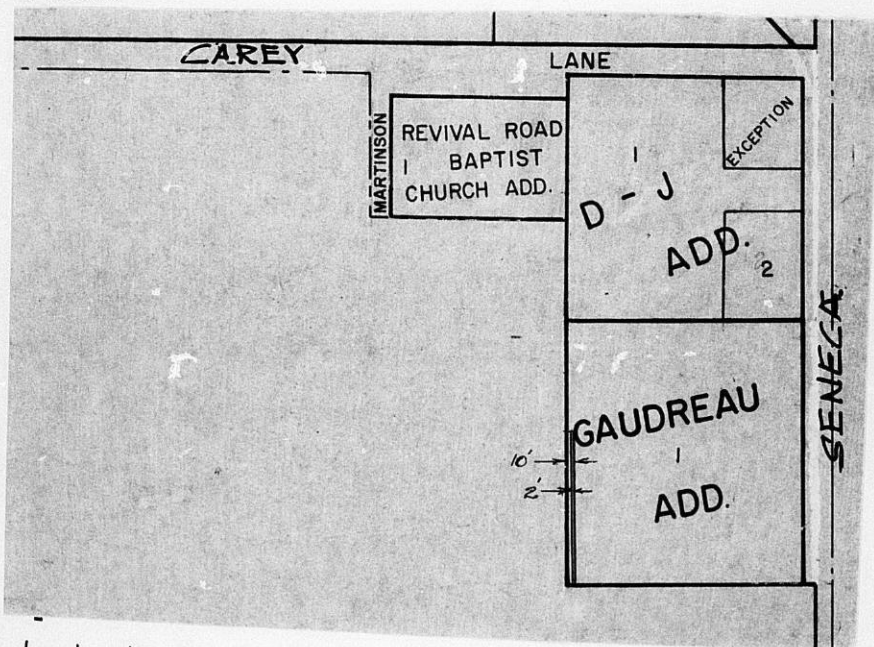 CAREY
LANE
MARTINSON
REVIVAL ROAD
1 BAPTIST
CHURCH ADD.
1
D - J
ADD.
EXCEPTION
2
SENECA
GAUDREAU
1
ADD.
10'
2'